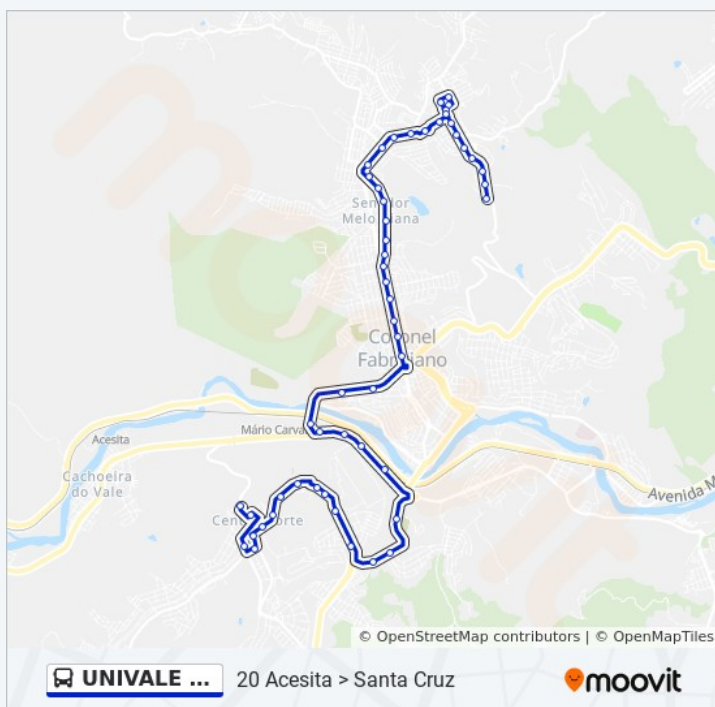 Senador
Melo Viana
Coronel
Fabriciano
Mário Carva
Acesita
Cachoeira
do Vale
Avenida M
Centro Norte
© OpenStreetMap contributors | © OpenMapTiles
UNIVALE ...
20 Acesita > Santa Cruz
moovit